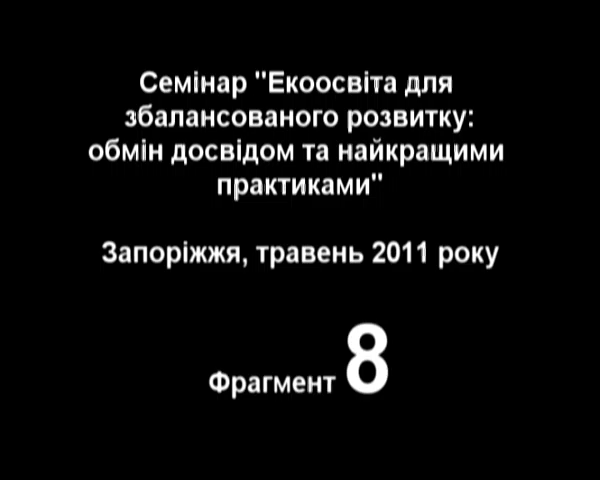 Семінар "Екоосвіта для
збалансованого розвитку:
обмін досвідом та найкращими
практиками"
Запоріжжя, травень 2011 року
Фрагмент 8